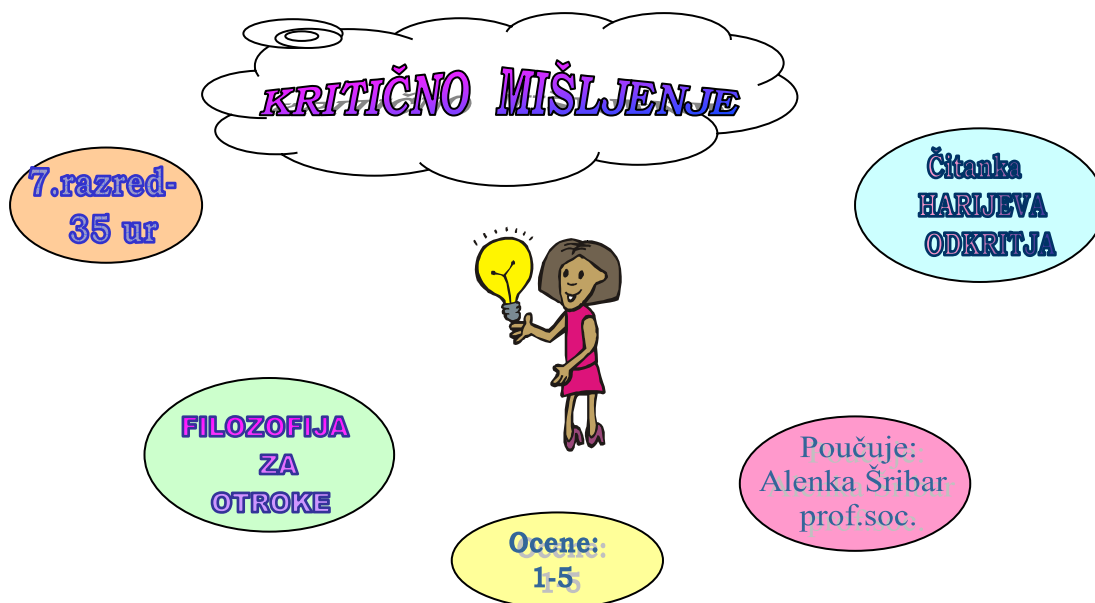 KRITIČNO MIŠLJENJE
7.razred-
35 ur
Čitanka
HARIJEVA
ODKRITJA
FILOZOFIJA
ZA
OTROKE
Poučuje:
Alenka Šribar
prof.soc.
Ocene:
1-5